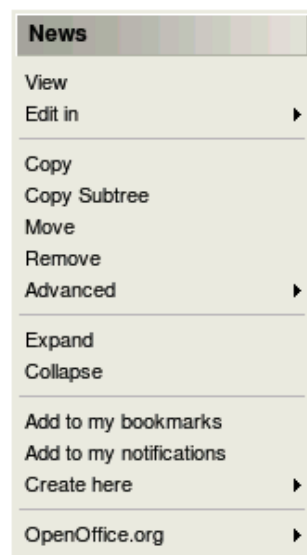 News
View
Edit in
Copy
Copy Subtree
Move
Remove
Advanced
Expand
Collapse
Add to my bookmarks
Add to my notifications
Create here
OpenOffice.org